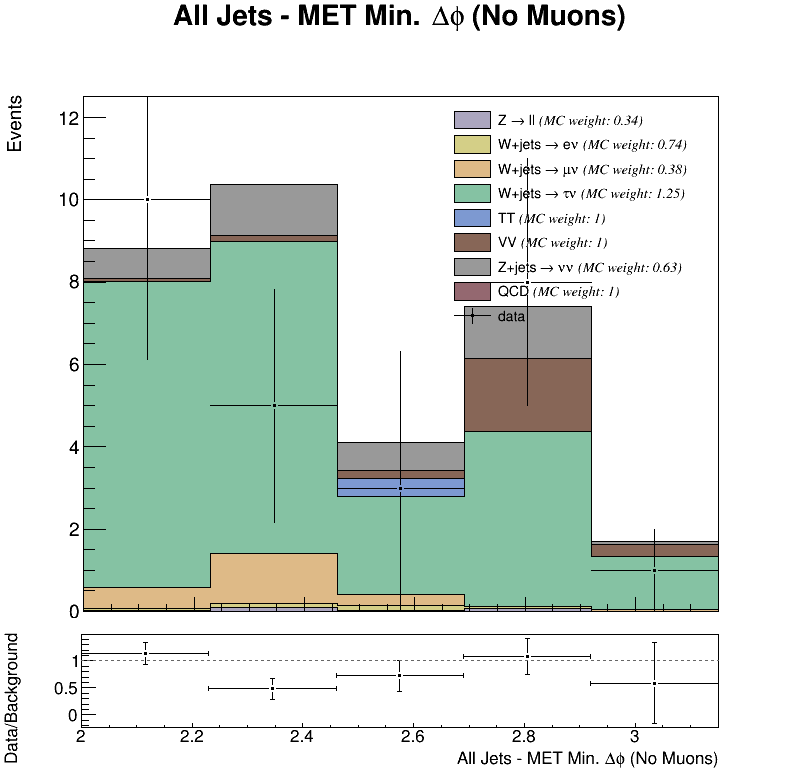 All Jets - MET Min. Δϕ (No Muons)
Events
12
10
8
6
4
2
0
Z → ll (MC weight: 0.34)
W+jets → eν (MC weight: 0.74)
W+jets → μν (MC weight: 0.38)
W+jets → τν (MC weight: 1.25)
TT (MC weight: 1)
VV (MC weight: 1)
Z+jets → νν (MC weight: 0.63)
QCD (MC weight: 1)
data
Data/Background
1
0.5
0
2 2.2 2.4 2.6 2.8 3
All Jets - MET Min. Δϕ (No Muons)